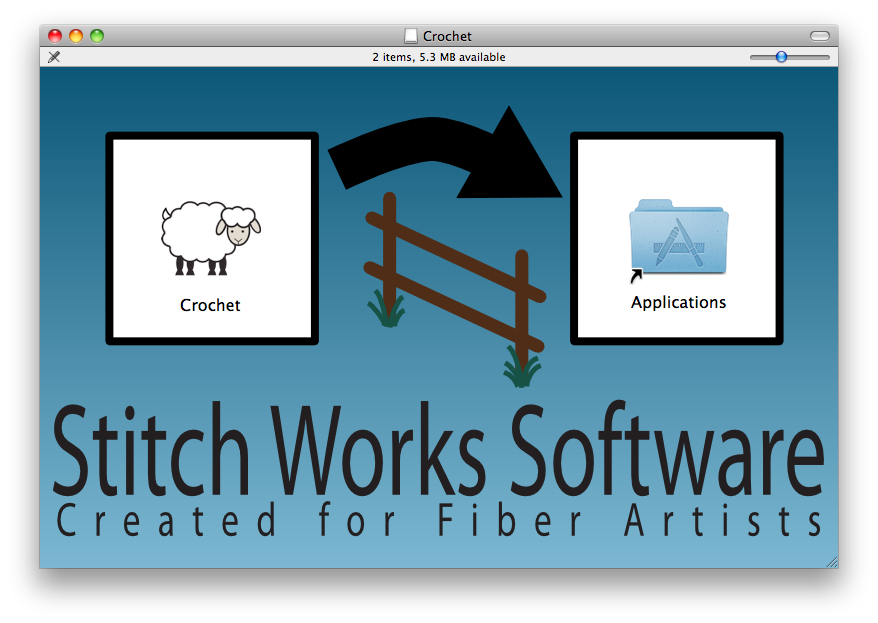 Crochet
2 items, 5.3 MB available
Crochet
Applications
Stitch Works Software
Created for Fiber Artists